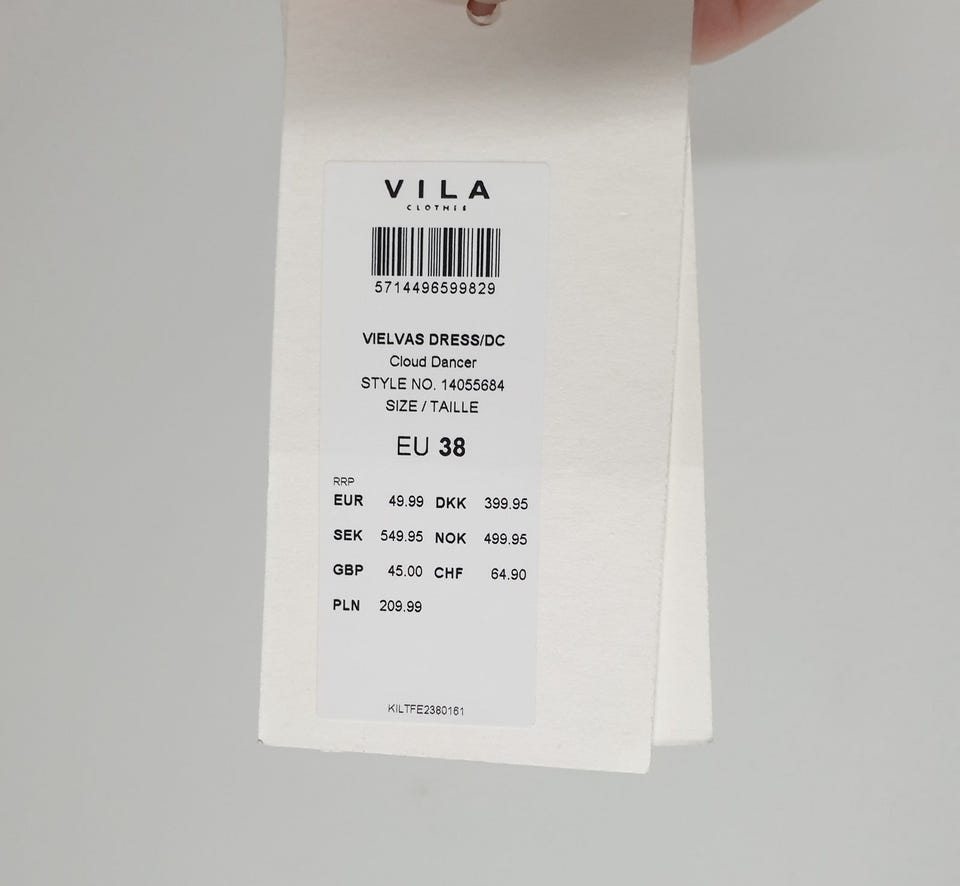 VILA
CLOTHES
5714496599829
VIELVAS DRESS/DC
Cloud Dancer
STYLE NO. 14055684
SIZE / TAILLE
EU 38
RRP
EUR 49.99 DKK 399.95
SEK 549.95 NOK 499.95
GBP 45.00 CHF 64.90
PLN 209.99
KILTFE2380161